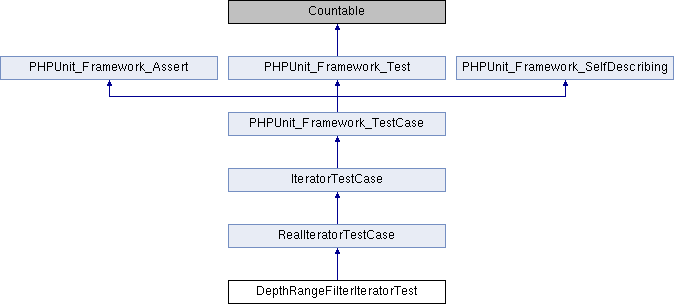 Countable
PHPUnit_Framework_Assert
PHPUnit_Framework_Test
PHPUnit_Framework_SelfDescribing
PHPUnit_Framework_TestCase
IteratorTestCase
RealIteratorTestCase
DepthRangeFilterIteratorTest